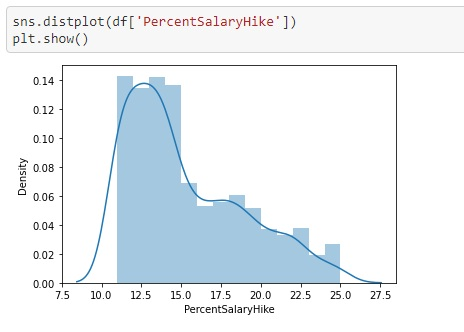 sns.distplot(df['PercentSalaryHike'])
plt.show()
0.14
0.12
0.10
0.08
0.06
0.04
0.02
0.00
Density
7.5 10.0 12.5 15.0 17.5 20.0 22.5 25.0 27.5
PercentSalaryHike